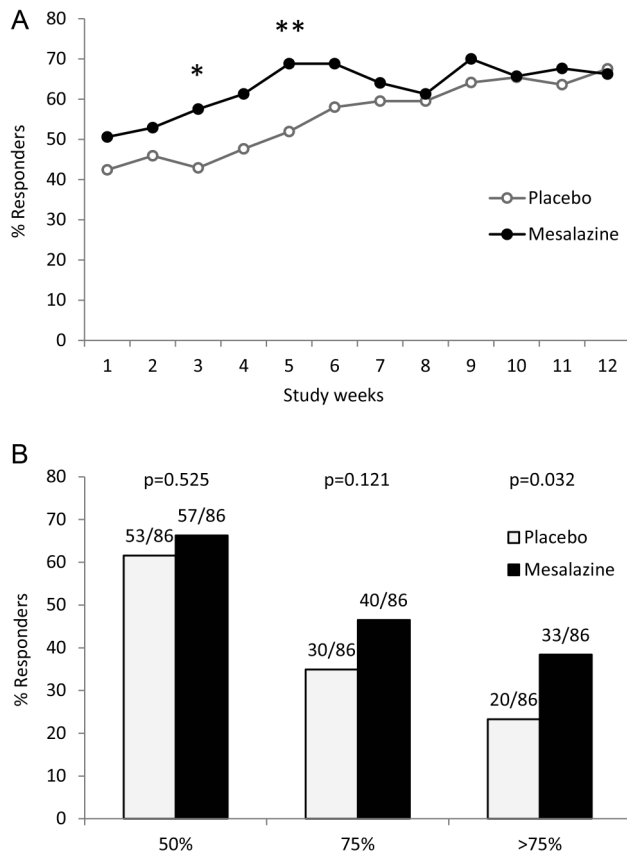 A
80
70
60
50
40
30
20
10
0
% Responders
*
**
Placebo
Mesalazine
1 2 3 4 5 6 7 8 9 10 11 12
Study weeks
B
80
70
60
50
40
30
20
10
0
% Responders
p=0.525 p=0.121 p=0.032
53/86 57/86
30/86 40/86
20/86 33/86
Placebo
Mesalazine
50% 75% >75%